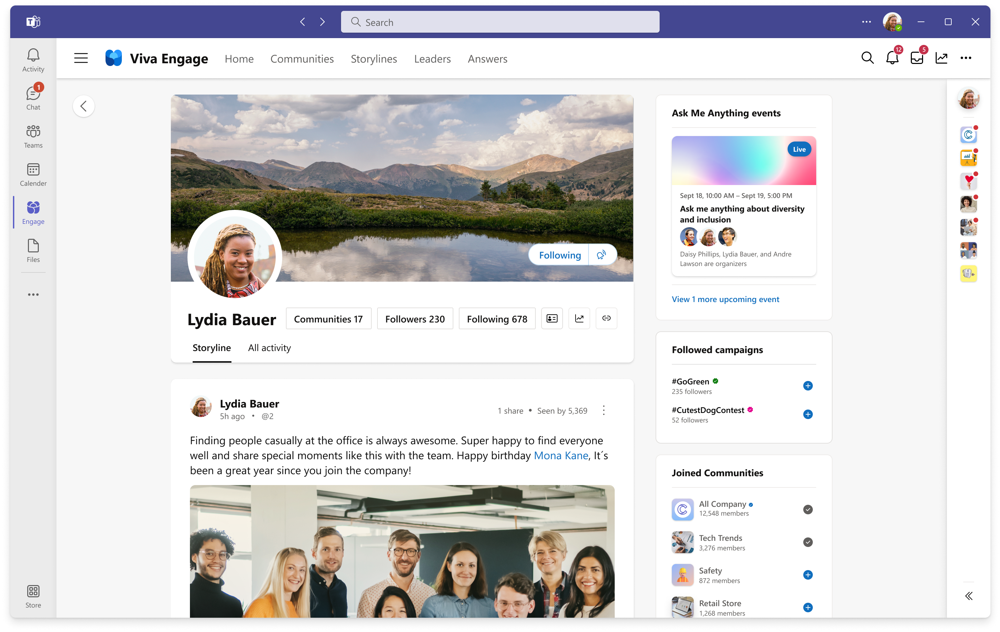 Search
Activity
1
Chat
Teams
Calender
Engage
Files
Store
Viva Engage
Home
Communities
Storylines
Leaders
Answers
12
5
Following
Lydia Bauer
Communities 17
Followers 230
Following 678
Storyline
All activity
Lydia Bauer
5h ago • @2
1 share • Seen by 5,369
Finding people casually at the office is always awesome. Super happy to find everyone
well and share special moments like this with the team. Happy birthday Mona Kane, It´s
been a great year since you join the company!
Ask Me Anything events
Live
Sept 18, 10:00 AM – Sept 19, 5:00 PM
Ask me anything about diversity
and inclusion
Daisy Phillips, Lydia Bauer, and Andre
Lawson are organizers
View 1 more upcoming event
Followed campaigns
#GoGreen
235 followers
#CutestDogContest
52 followers
Joined Communities
All Company
12,548 members
Tech Trends
3,276 members
Safety
872 members
Retail Store
1,268 members